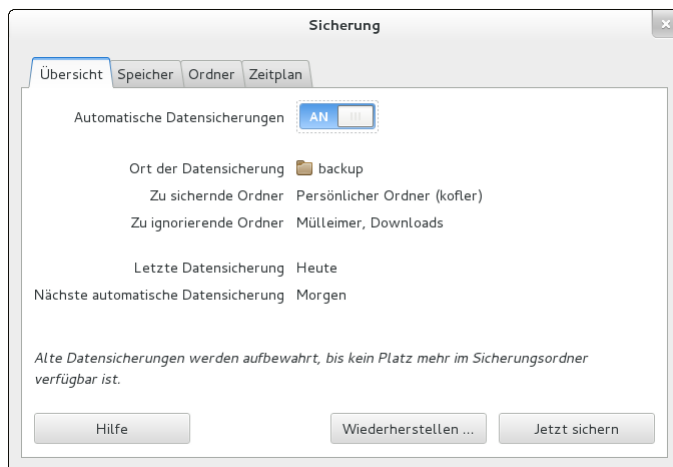 Sicherung
Übersicht Speicher Ordner Zeitplan
Automatische Datensicherungen AN
Ort der Datensicherung backup
Zu sichernde Ordner Persönlicher Ordner (kofler)
Zu ignorierende Ordner Mülleimer, Downloads
Letzte Datensicherung Heute
Nächste automatische Datensicherung Morgen
Alte Datensicherungen werden aufbewahrt, bis kein Platz mehr im Sicherungsordner
verfügbar ist.
Hilfe Wiederherstellen ... Jetzt sichern